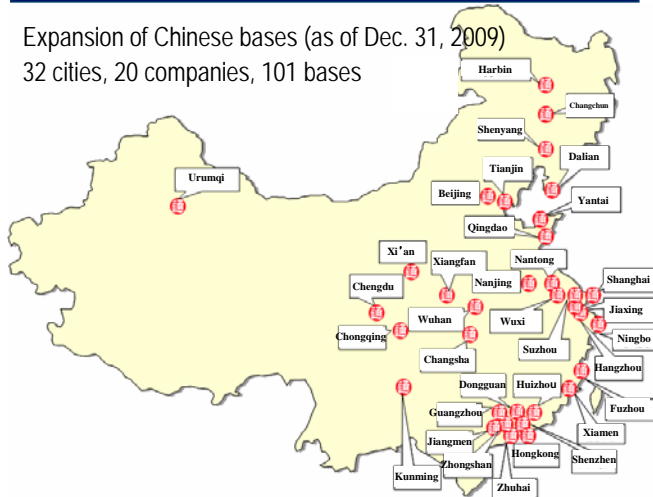 Expansion of Chinese bases (as of Dec. 31, 2009)
32 cities, 20 companies, 101 bases
Harbin
Changchun
Shenyang
Dalian
Tianjin
Urumqi
Beijing
Yantai
Qingdao
Xi'an
Xiangfan
Nantong
Nanjing
Shanghai
Chengdu
Jiaxing
Wuhan
Wuxi
Chongqing
Ningbo
Suzhou
Changsha
Hangzhou
Dongguan
Huizhou
Fuzhou
Guangzhou
Xiamen
Jiangmen
Hongkong
Shenzhen
Zhongshan
Kunming
Zhuhai